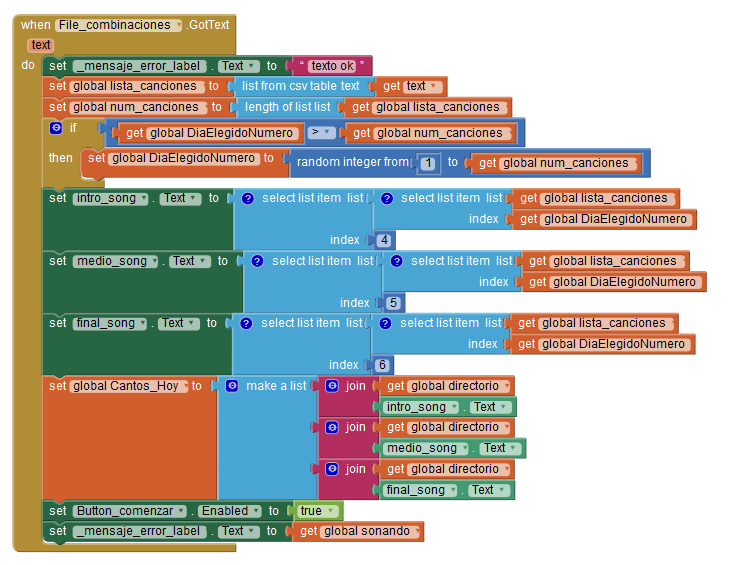 when File_combinaciones .GotText
text
do set _mensaje_error_label . Text to " texto ok "
set global lista_canciones to list from csv table text get text
set global num_canciones to length of list list get global lista_canciones
if get global DiaElegidoNumero > get global num_canciones
then set global DiaElegidoNumero to random integer from 1 to get global num_canciones
set intro_song . Text to select list item list select list item list get global lista_canciones
index get global DiaElegidoNumero
index 4
set medio_song . Text to select list item list select list item list get global lista_canciones
index get global DiaElegidoNumero
index 5
set final_song . Text to select list item list select list item list get global lista_canciones
index get global DiaElegidoNumero
index 6
set global Cantos_Hoy to make a list join get global directorio
intro_song . Text
join get global directorio
medio_song . Text
join get global directorio
final_song . Text
set Button_comenzar . Enabled to true
set _mensaje_error_label . Text to get global sonando